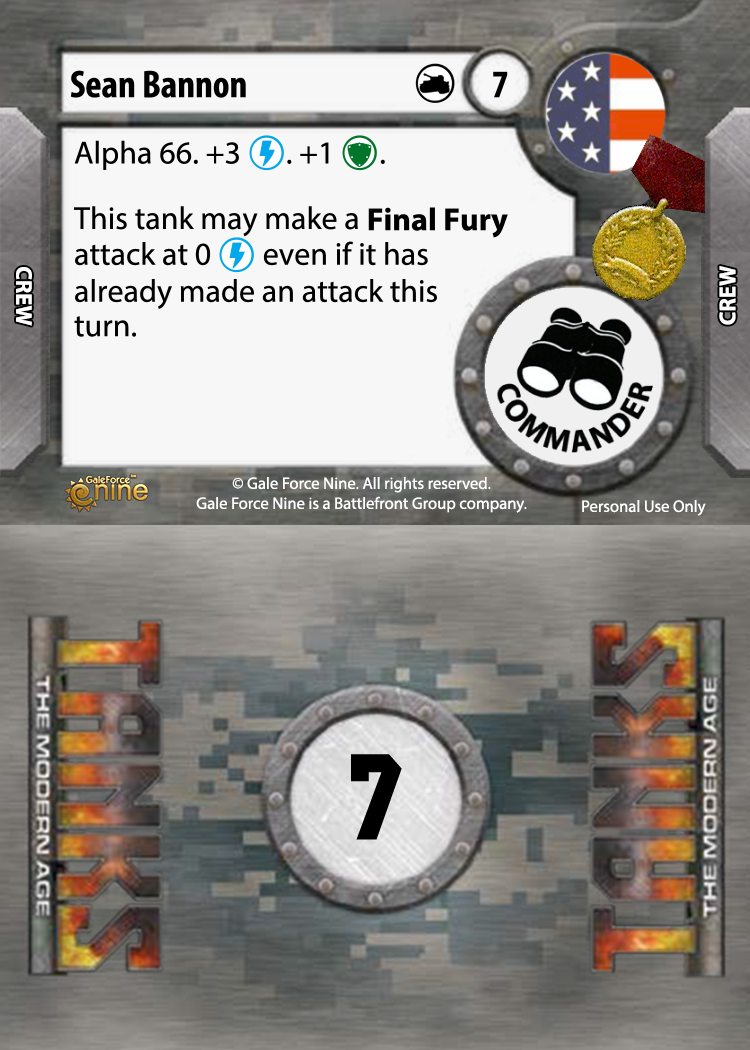 Sean Bannon
7
Alpha 66. +3 . +1 .
This tank may make a Final Fury
attack at 0 even if it has
already made an attack this
turn.
CREW
CREW
COMMANDER
GaleForce™
nine
© Gale Force Nine. All rights reserved.
Gale Force Nine is a Battlefront Group company.
Personal Use Only
TANKS
THE MODERN AGE
7
TANKS
THE MODERN AGE